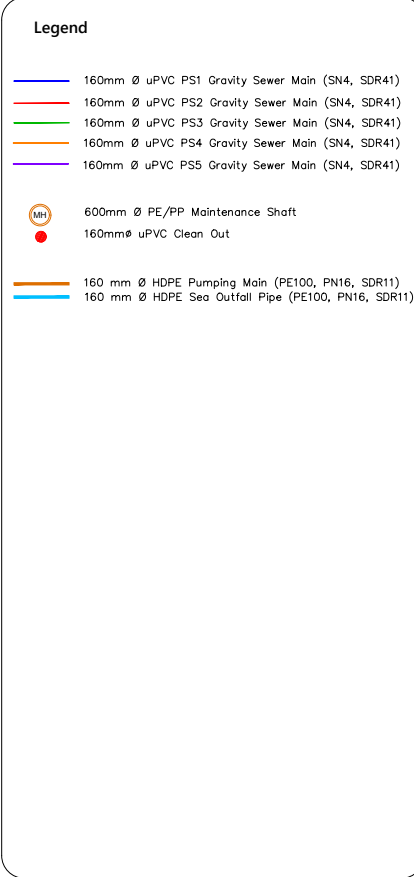 Legend
160mm Ø uPVC PS1 Gravity Sewer Main (SN4, SDR41)
160mm Ø uPVC PS2 Gravity Sewer Main (SN4, SDR41)
160mm Ø uPVC PS3 Gravity Sewer Main (SN4, SDR41)
160mm Ø uPVC PS4 Gravity Sewer Main (SN4, SDR41)
160mm Ø uPVC PS5 Gravity Sewer Main (SN4, SDR41)
MH 600mm Ø PE/PP Maintenance Shaft
160mmø uPVC Clean Out
160 mm Ø HDPE Pumping Main (PE100, PN16, SDR11)
160 mm Ø HDPE Sea Outfall Pipe (PE100, PN16, SDR11)